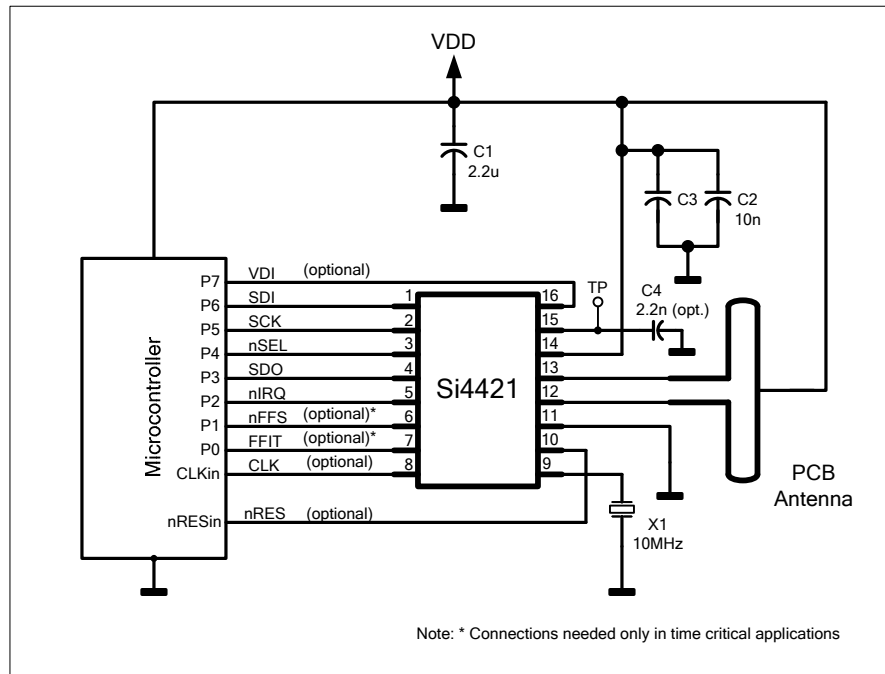 VDD
C1
2.2u
C3
C2
10n
Microcontroller
P7
VDI
(optional)
P6
SDI
P5
SCK
P4
nSEL
P3
SDO
P2
nIRQ
P1
nFFS
(optional)*
P0
FFIT
(optional)*
CLKin
CLK
(optional)
nRESin
nRES
(optional)
1
2
3
4
5
6
7
8
Si4421
16
15
14
13
12
11
10
9
TP
C4
2.2n (opt.)
X1
10MHz
PCB
Antenna
Note: * Connections needed only in time critical applications